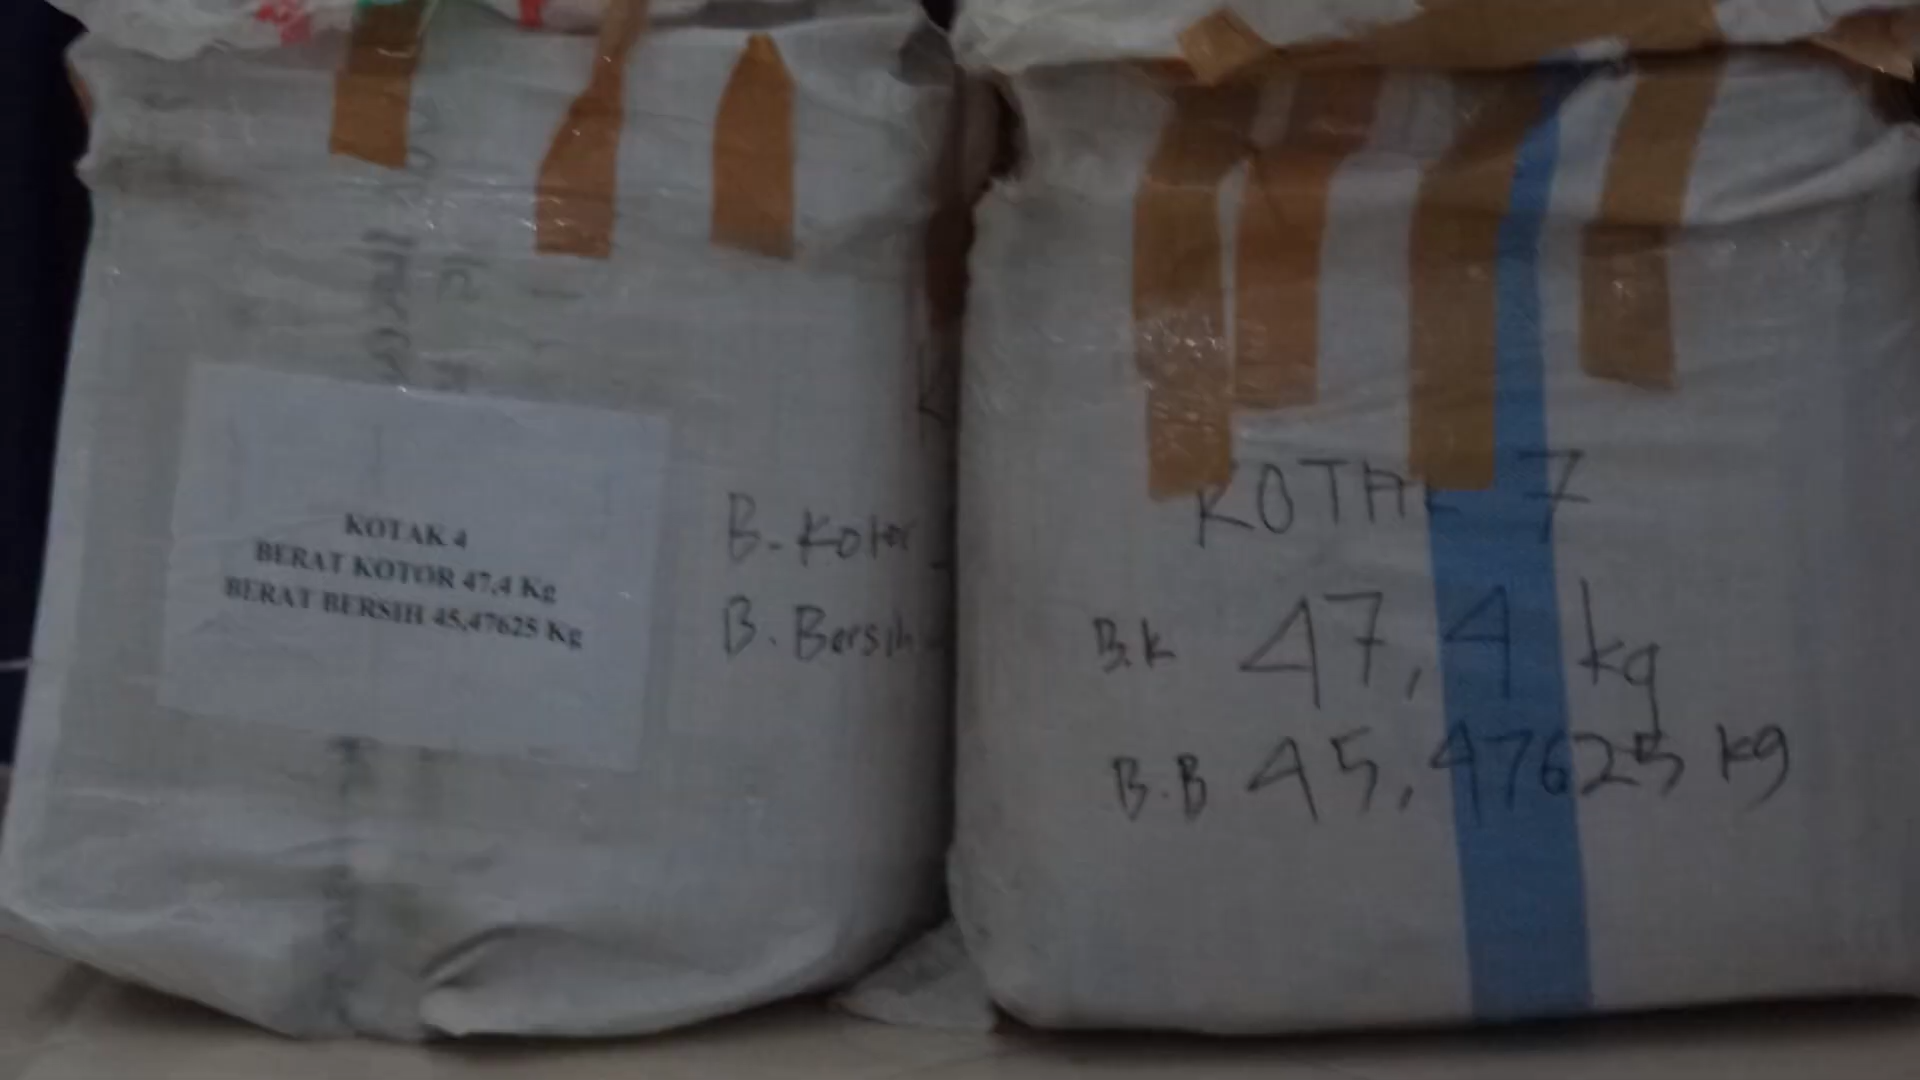 KOTAK 4
BERAT KOTOR 47,4 Kg
BERAT BERSIH 45,47625 Kg
B. Kotor
B. Bersih
KOTAK 7
B.K 47,4 kg
B.B 45,47625 kg